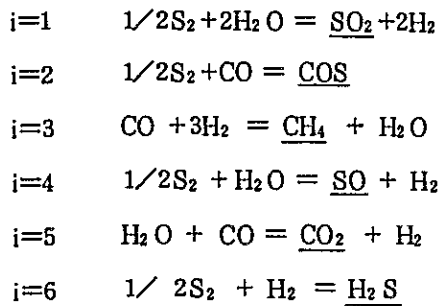 i=1 1/2S₂+2H₂O = SO₂+2H₂
i=2 1/2S₂+CO = COS
i=3 CO +3H₂ = CH₄ + H₂O
i=4 1/2S₂ + H₂O = SO + H₂
i=5 H₂O + CO = CO₂ + H₂
i=6 1/ 2S₂ + H₂ = H₂ S